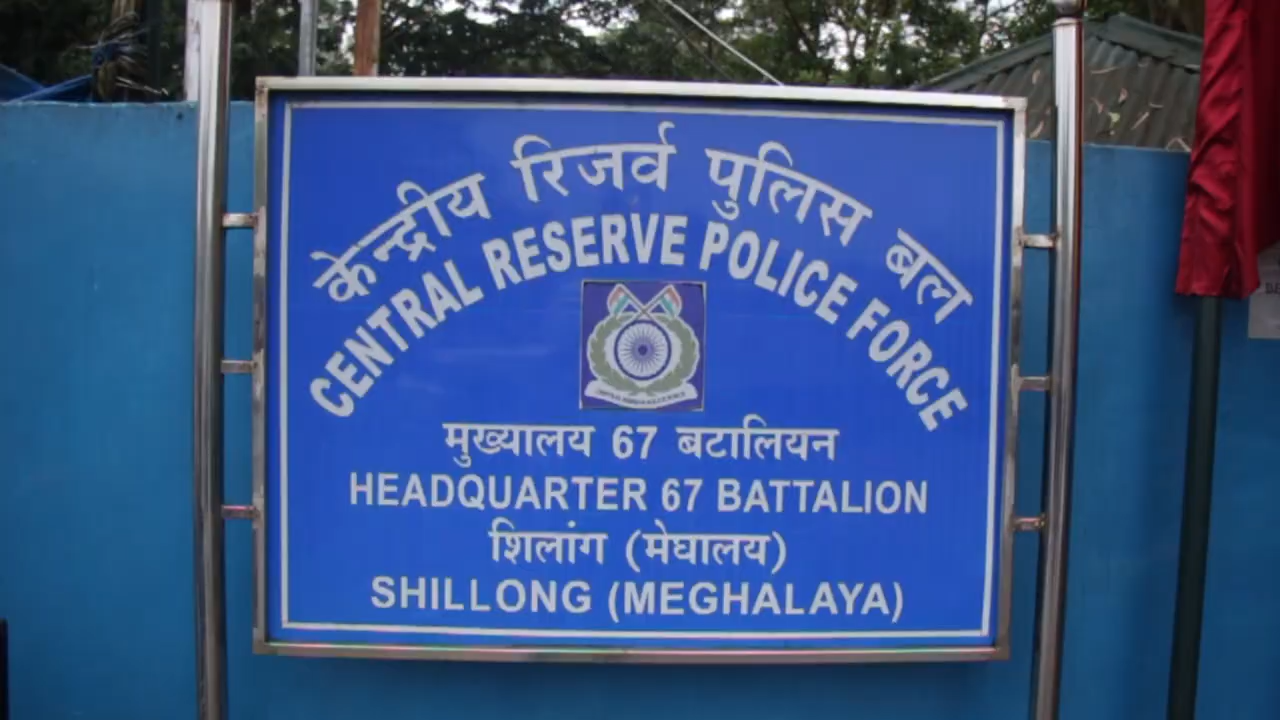 केन्द्रीय रिजर्व पुलिस बल
CENTRAL RESERVE POLICE FORCE
मुख्यालय 67 बटालियन
HEADQUARTER 67 BATTALION
शिलांग (मेघालय)
SHILLONG (MEGHALAYA)